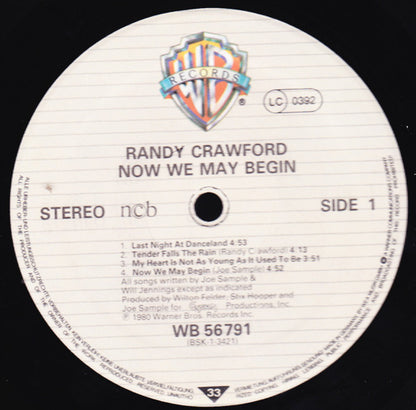 WB
RECORDS
LC 0392
RANDY CRAWFORD
NOW WE MAY BEGIN
STEREO ncb SIDE 1
1. Last Night At Danceland 4:53
2. Tender Falls The Rain (Randy Crawford) 4:13
3. My Heart Is Not As Young As It Used To Be 3:51
4. Now We May Begin (Joe Sample) 4:52
All songs written by Joe Sample &
Will Jennings except as indicated
Produced by Wilton Felder, Stix Hooper and
Joe Sample for Productions, Inc.
℗ 1980 Warner Bros. Records Inc.
WB 56791
(BSK-1-3421)
33